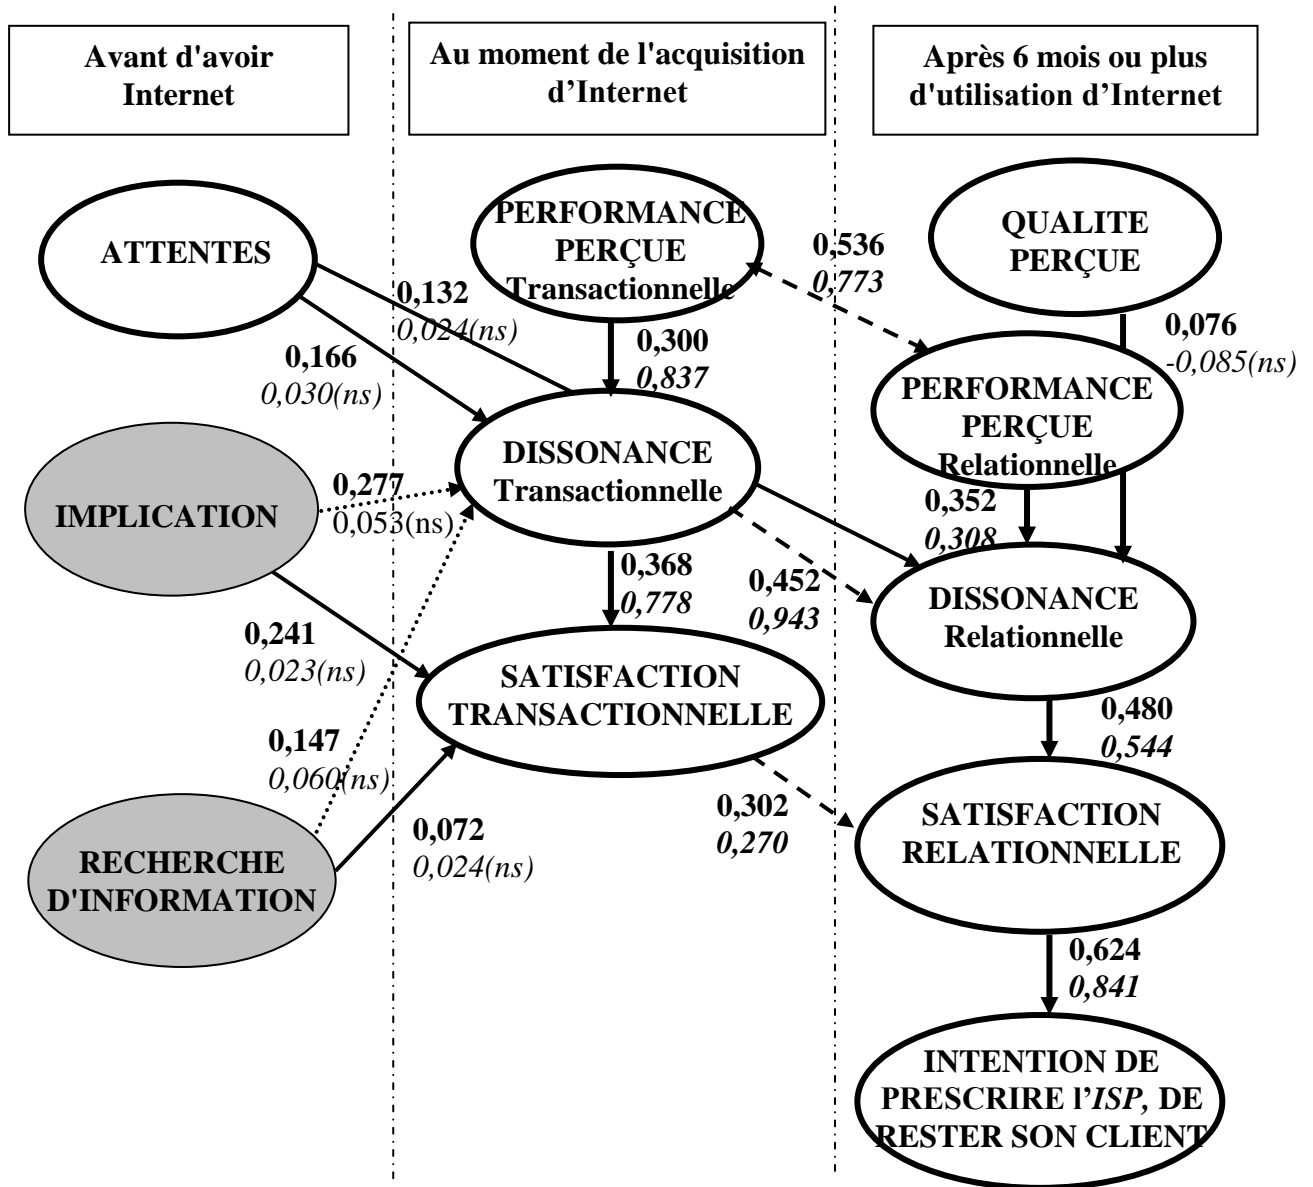 Avant d'avoir
Internet
Au moment de l'acquisition
d’Internet
Après 6 mois ou plus
d'utilisation d’Internet
ATTENTES
PERFORMANCE
PERÇUE
Transactionnelle
QUALITE
PERÇUE
0,536
0,773
0,132
0,024(ns)
0,166
0,030(ns)
0,300
0,837
0,076
-0,085(ns)
PERFORMANCE
PERÇUE
Relationnelle
IMPLICATION
0,277
0,053(ns)
DISSONANCE
Transactionnelle
0,352
0,308
0,368
0,778
0,452
0,943
DISSONANCE
Relationnelle
0,241
0,023(ns)
SATISFACTION
TRANSACTIONNELLE
0,480
0,544
0,147
0,060(ns)
0,072
0,024(ns)
0,302
0,270
RECHERCHE
D'INFORMATION
SATISFACTION
RELATIONNELLE
0,624
0,841
INTENTION DE
PRESCRIRE l’ISP, DE
RESTER SON CLIENT